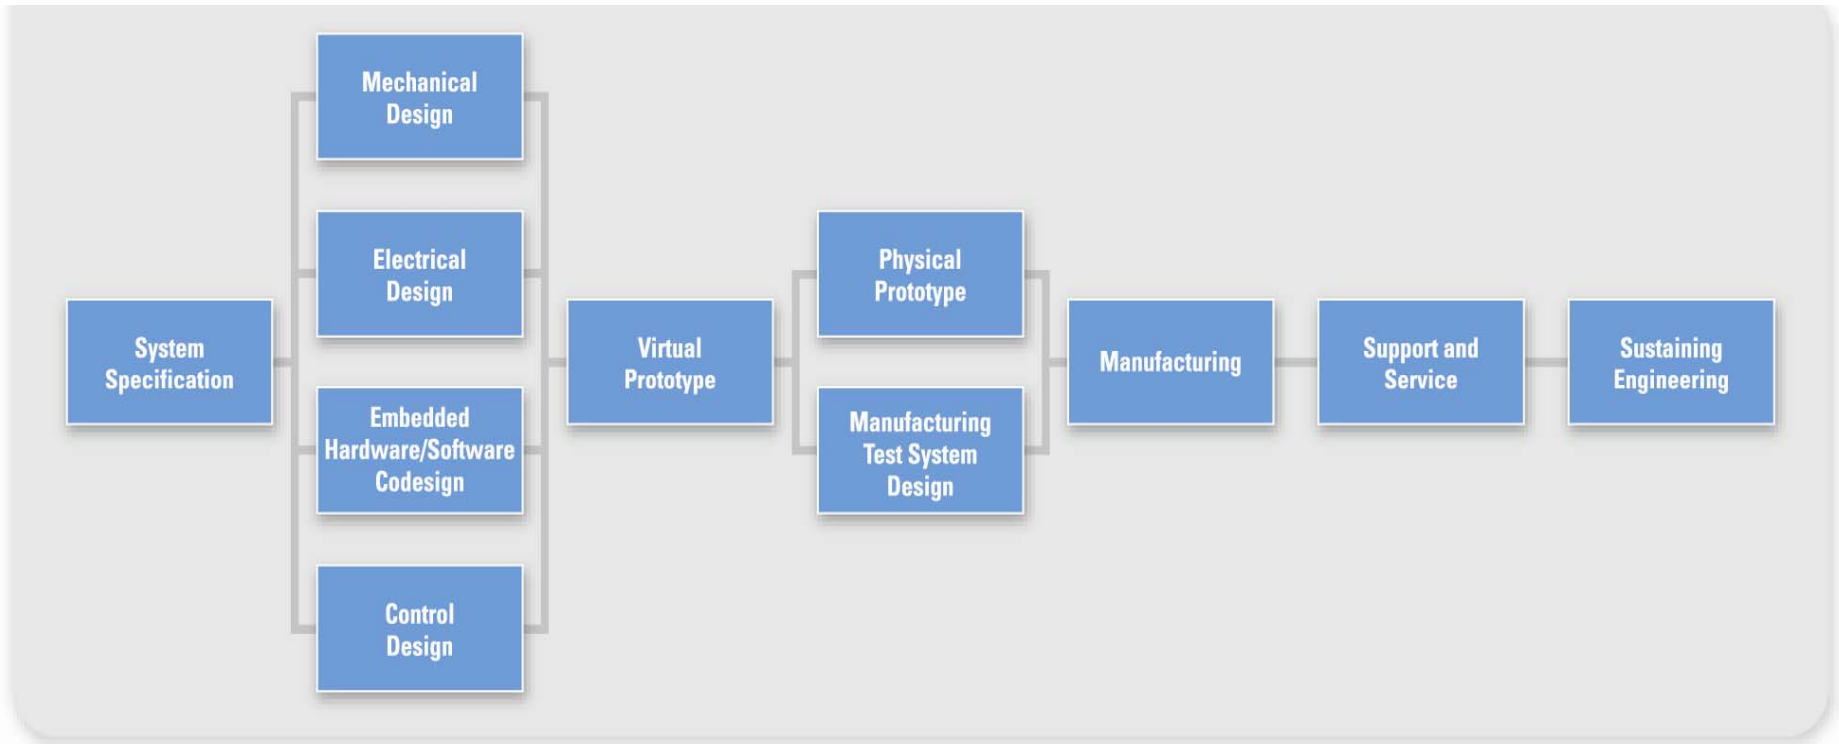 System
Specification
Mechanical
Design
Electrical
Design
Embedded
Hardware/Software
Codesign
Control
Design
Virtual
Prototype
Physical
Prototype
Manufacturing
Test System
Design
Manufacturing
Support and
Service
Sustaining
Engineering